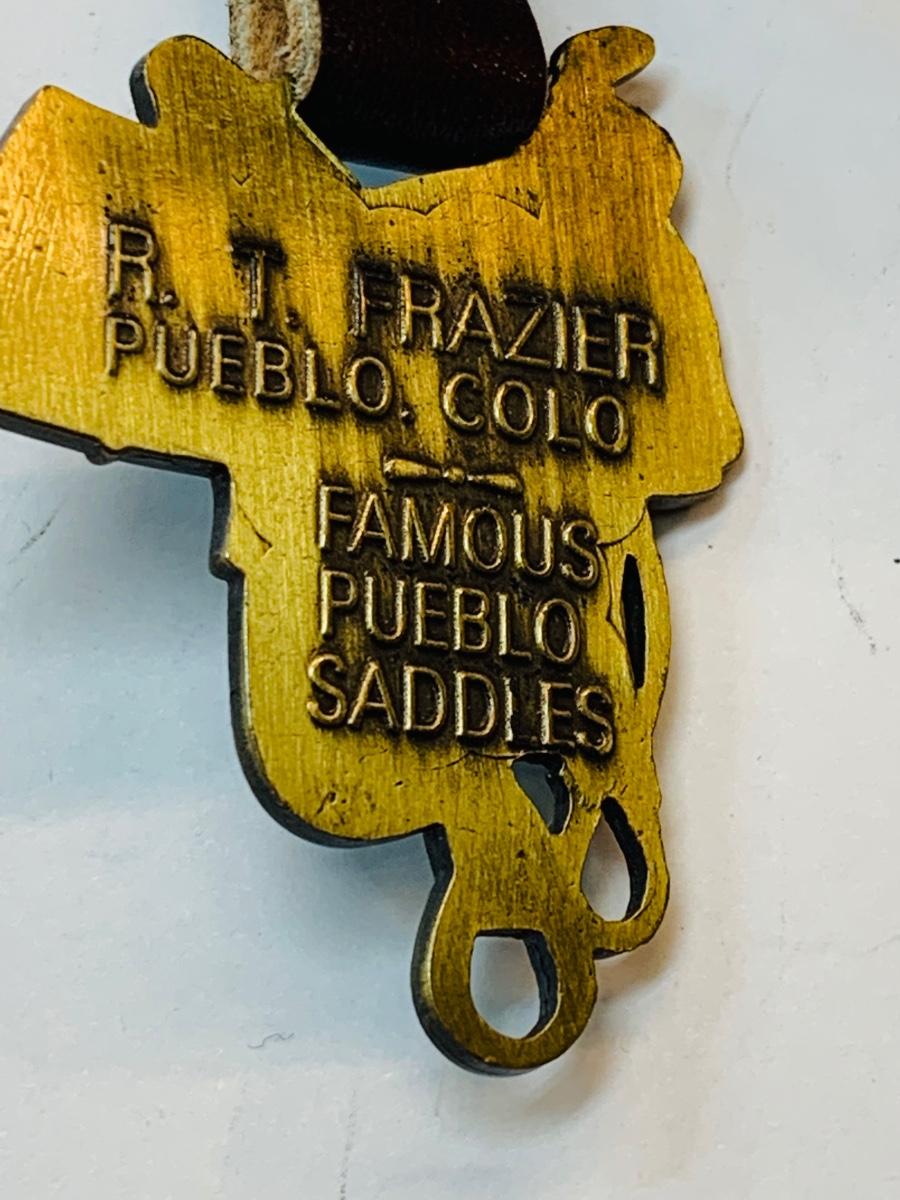 R. T. FRAZIER
PUEBLO, COLO
FAMOUS
PUEBLO
SADDLES